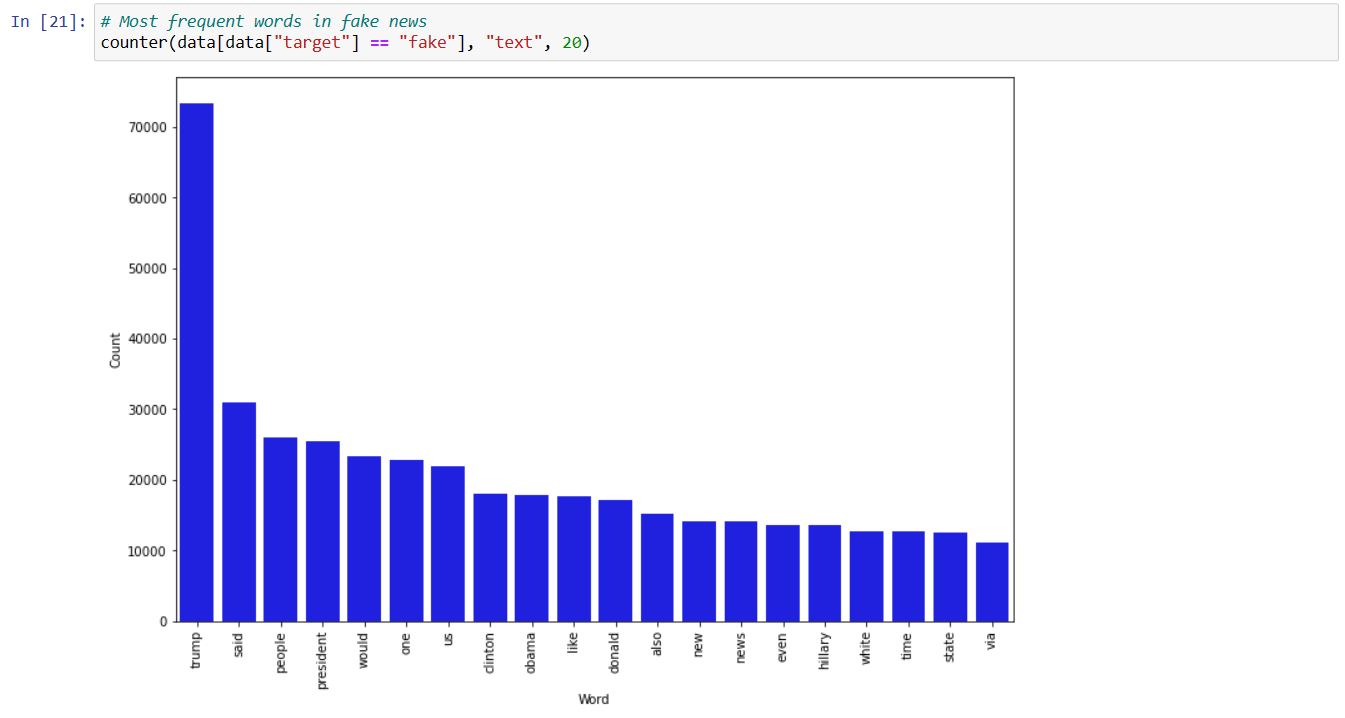 In [21]: # Most frequent words in fake news
counter(data[data["target"] == "fake"], "text", 20)
70000
60000
50000
40000
30000
20000
10000
0
Count
trump
said
people
president
would
one
us
clinton
obama
like
donald
also
new
news
even
hillary
white
time
state
via
Word